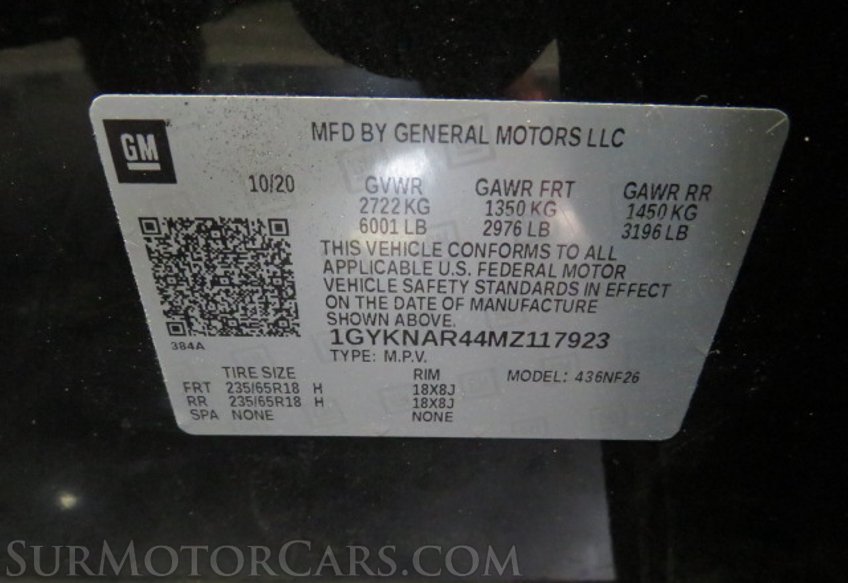 GM
MFD BY GENERAL MOTORS LLC
10/20 GVWR GAWR FRT GAWR RR
2722 KG 1350 KG 1450 KG
6001 LB 2976 LB 3196 LB
THIS VEHICLE CONFORMS TO ALL
APPLICABLE U.S. FEDERAL MOTOR
VEHICLE SAFETY STANDARDS IN EFFECT
ON THE DATE OF MANUFACTURE
SHOWN ABOVE.
384A
1GYKNAR44MZ117923
TYPE: M.P.V.
TIRE SIZE RIM MODEL: 436NF26
FRT 235/65R18 H 18X8J
RR 235/65R18 H 18X8J
SPA NONE NONE
SURMOTORCARS.COM